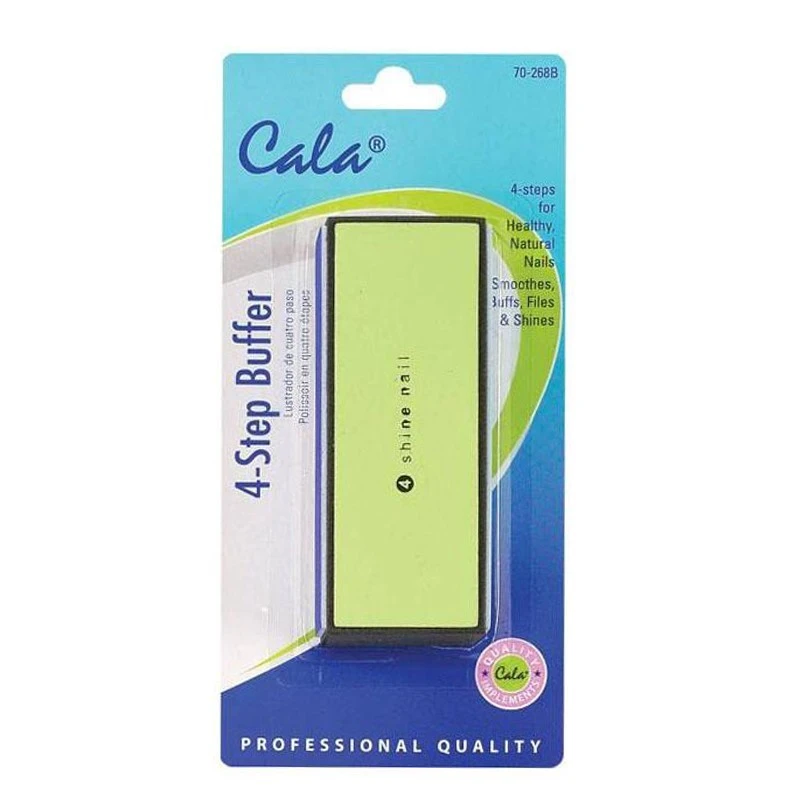 70-268B
Cala®
4-steps
for
Healthy,
Natural
Nails
Smoothes,
Buffs, Files
& Shines
4-Step Buffer
Lustrador de cuatro paso
Polissoir en quatro étapes
4 shine nail
QUALITY
Cala
IMPLEMENTS
PROFESSIONAL QUALITY